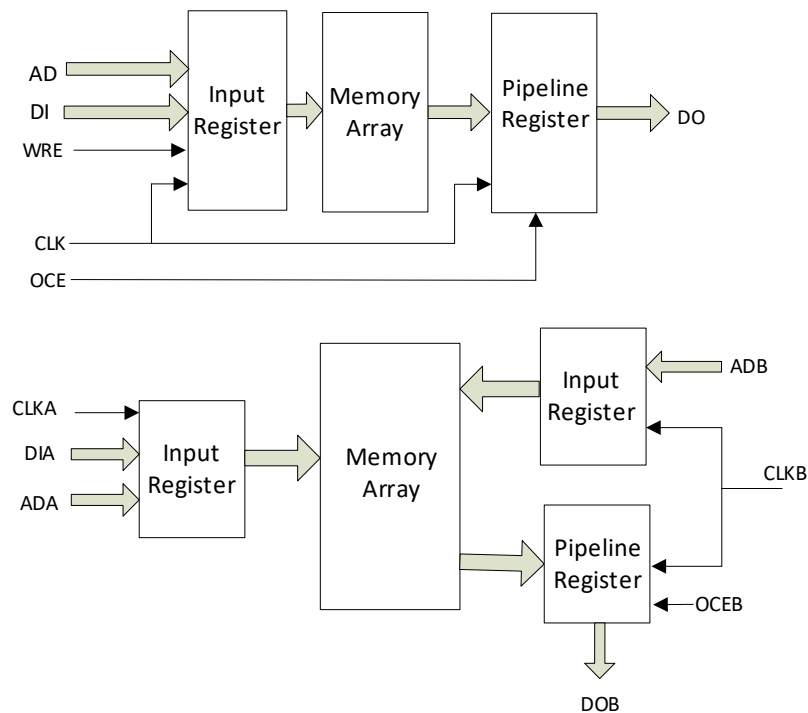 AD
DI
WRE
CLK
OCE
Input
Register
Memory
Array
Pipeline
Register
DO
CLKA
DIA
ADA
Input
Register
Memory
Array
Input
Register
ADB
CLKB
Pipeline
Register
OCEB
DOB